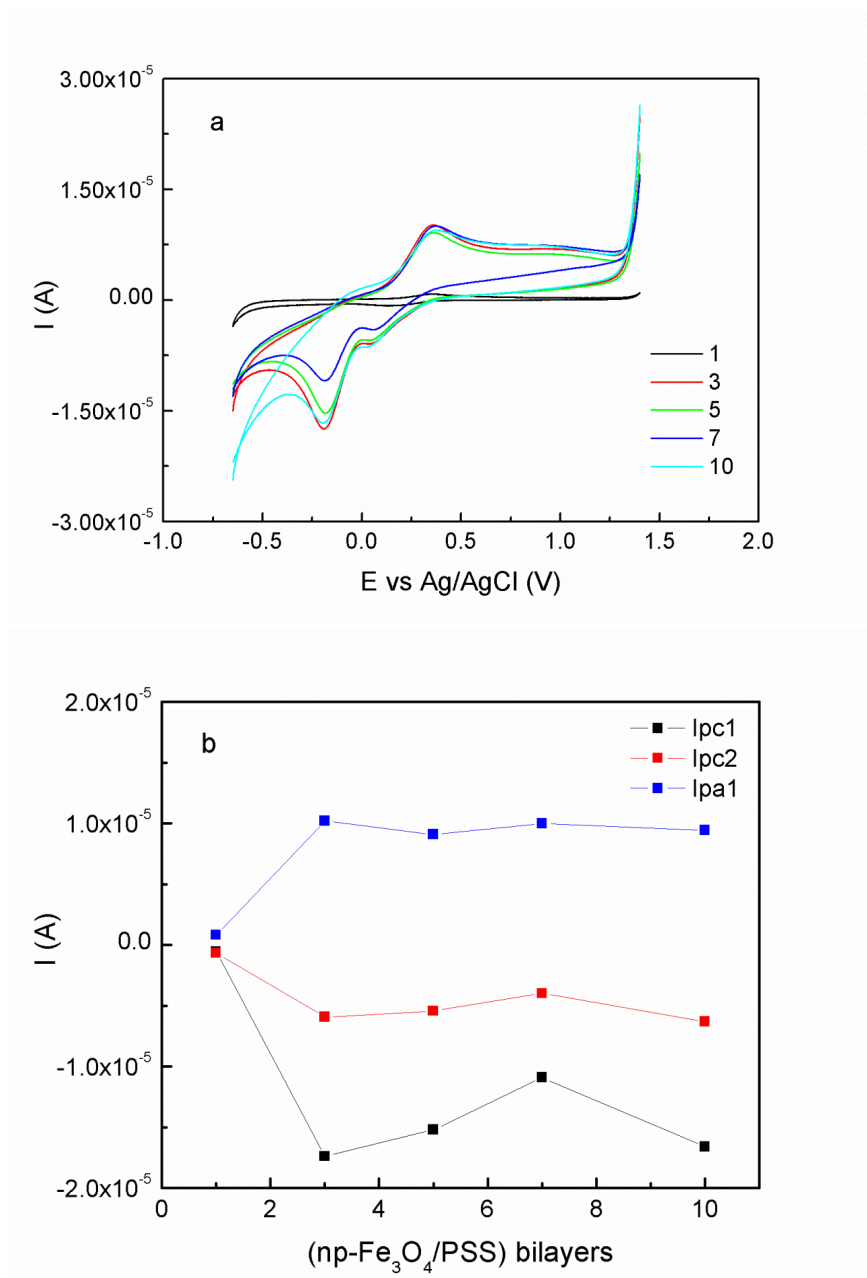 3.00x10⁻⁵
a
1.50x10⁻⁵
I (A)
0.00
1
3
-1.50x10⁻⁵
5
7
10
-3.00x10⁻⁵
-1.0 -0.5 0.0 0.5 1.0 1.5 2.0
E vs Ag/AgCl (V)
2.0x10⁻⁵
b
Ipc1
Ipc2
Ipa1
1.0x10⁻⁵
I (A)
0.0
-1.0x10⁻⁵
-2.0x10⁻⁵
0 2 4 6 8 10
(np-Fe₃O₄/PSS) bilayers